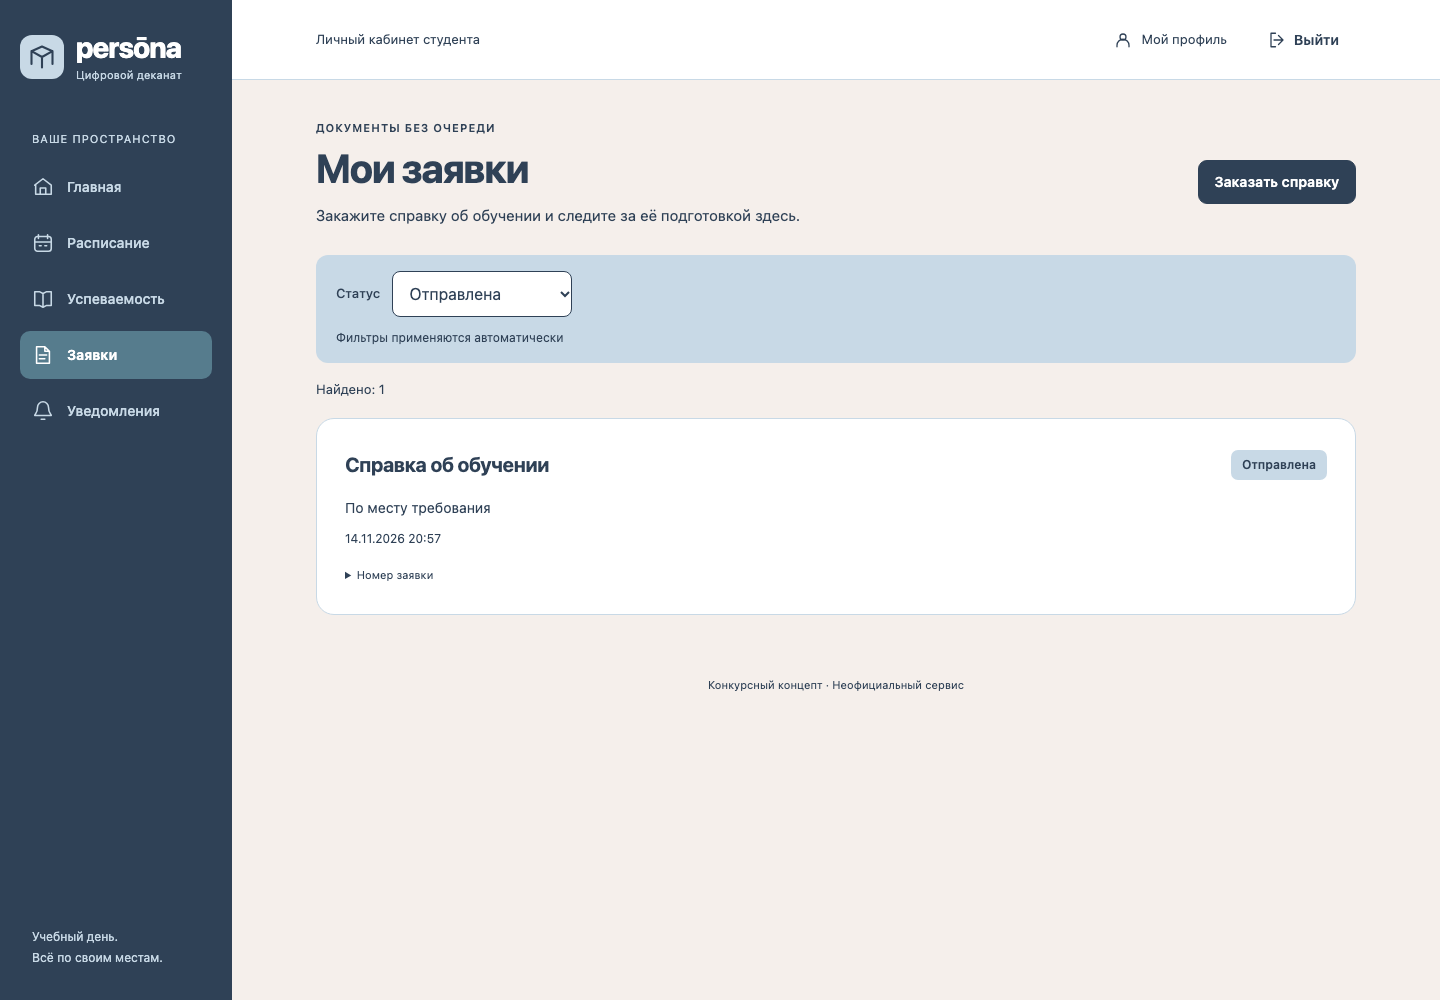 persōna
Цифровой деканат
ВАШЕ ПРОСТРАНСТВО
Главная
Расписание
Успеваемость
Заявки
Уведомления
Учебный день.
Всё по своим местам.
Личный кабинет студента
Мой профиль
Выйти
ДОКУМЕНТЫ БЕЗ ОЧЕРЕДИ
Мои заявки
Закажите справку об обучении и следите за её подготовкой здесь.
Заказать справку
Статус
Отправлена
Фильтры применяются автоматически
Найдено: 1
Справка об обучении
Отправлена
По месту требования
14.11.2026 20:57
Номер заявки
Конкурсный концепт · Неофициальный сервис